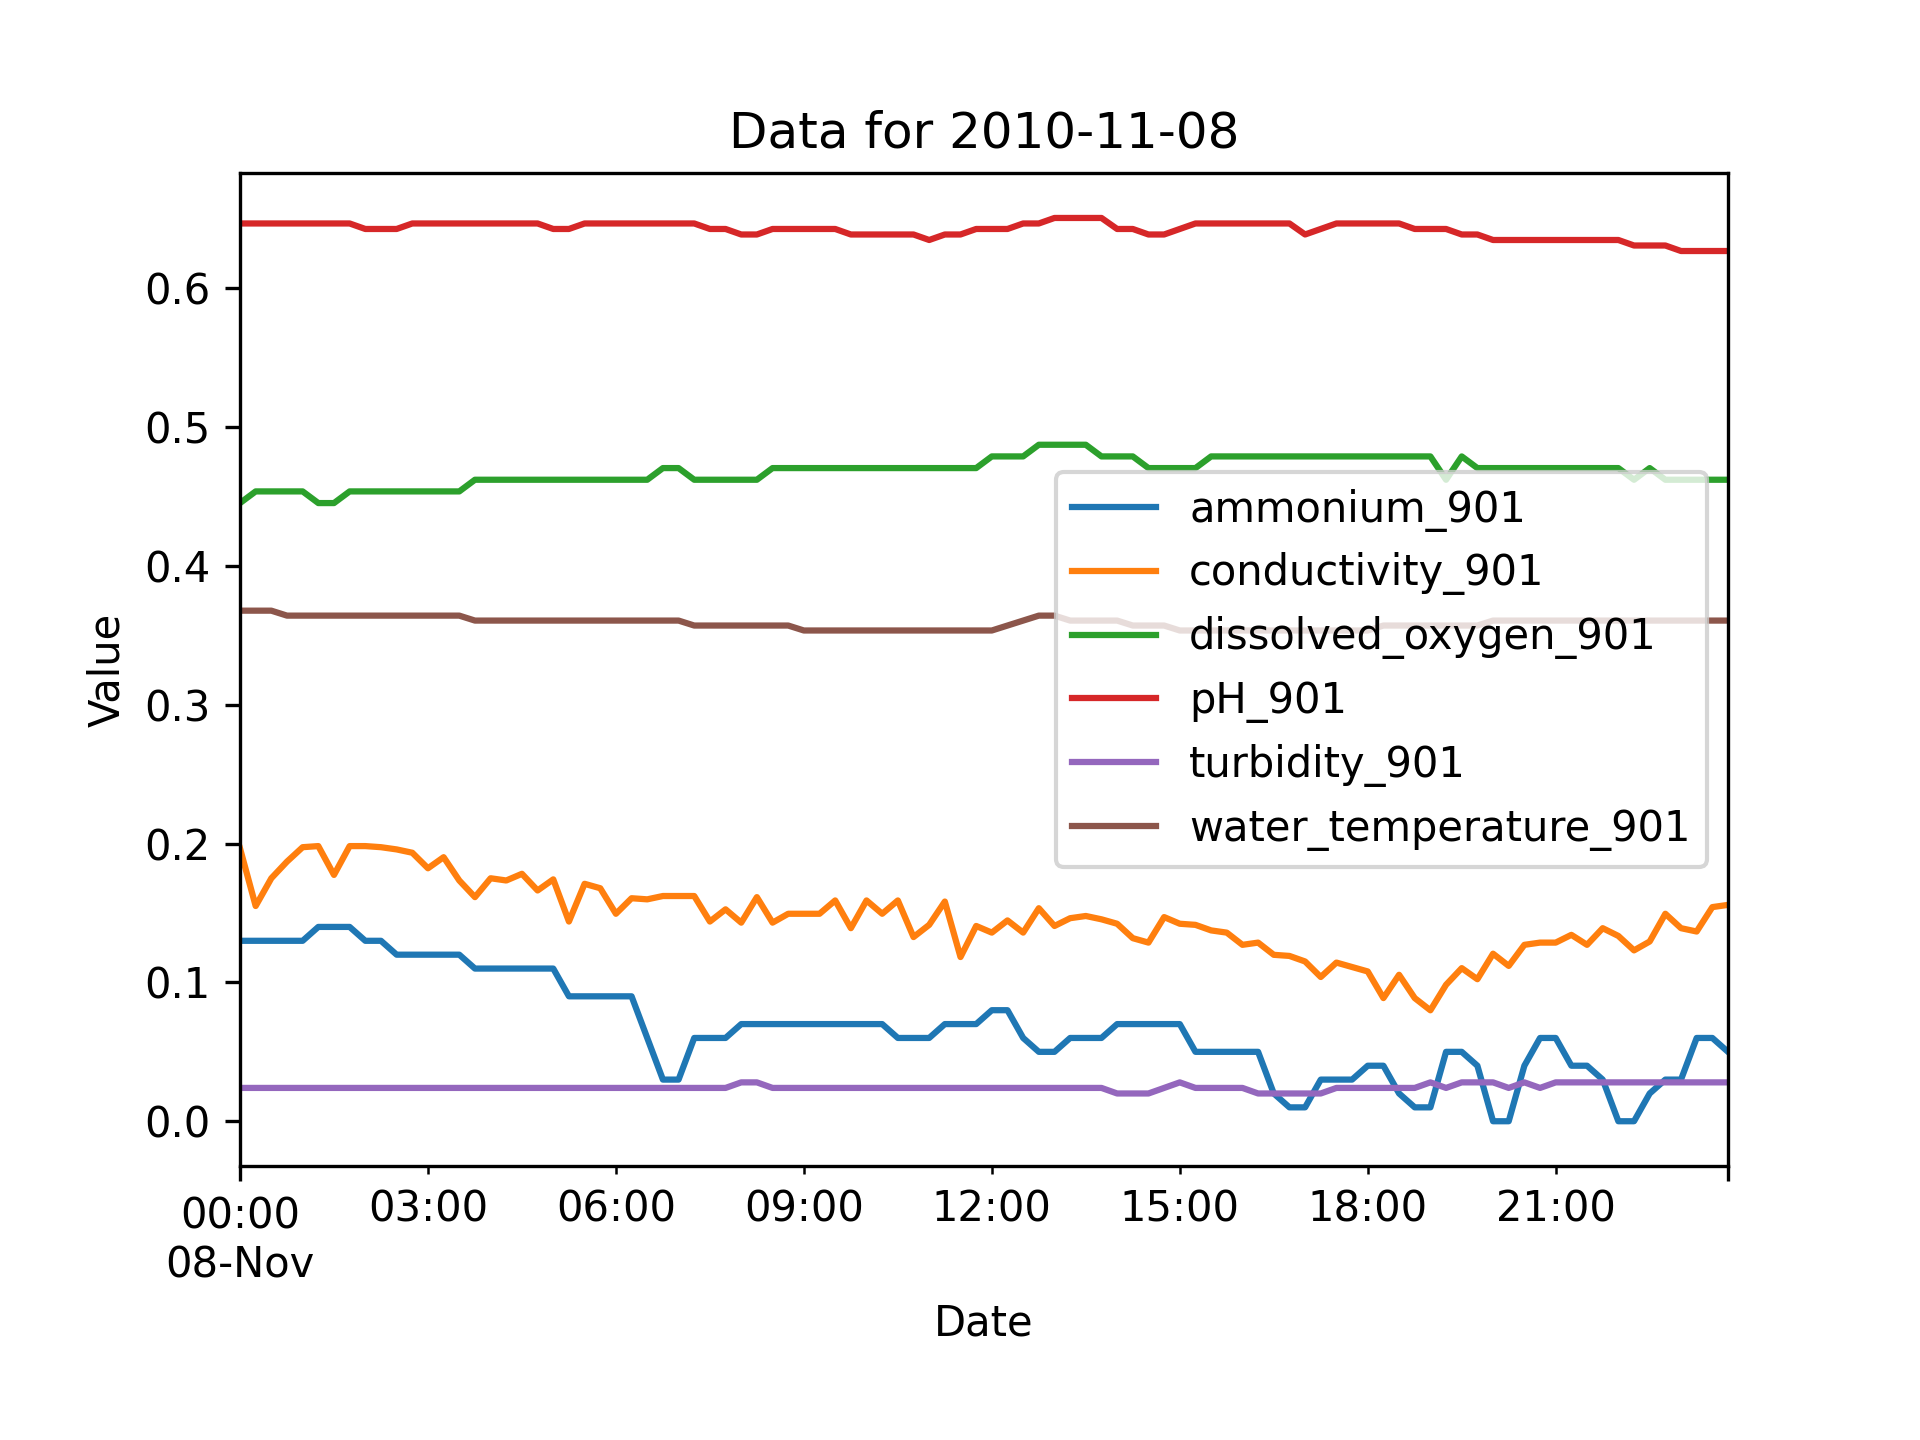 Data for 2010-11-08
Value
0.6
0.5
0.4
0.3
0.2
0.1
0.0
ammonium_901
conductivity_901
dissolved_oxygen_901
pH_901
turbidity_901
water_temperature_901
00:00 03:00 06:00 09:00 12:00 15:00 18:00 21:00
08-Nov
Date